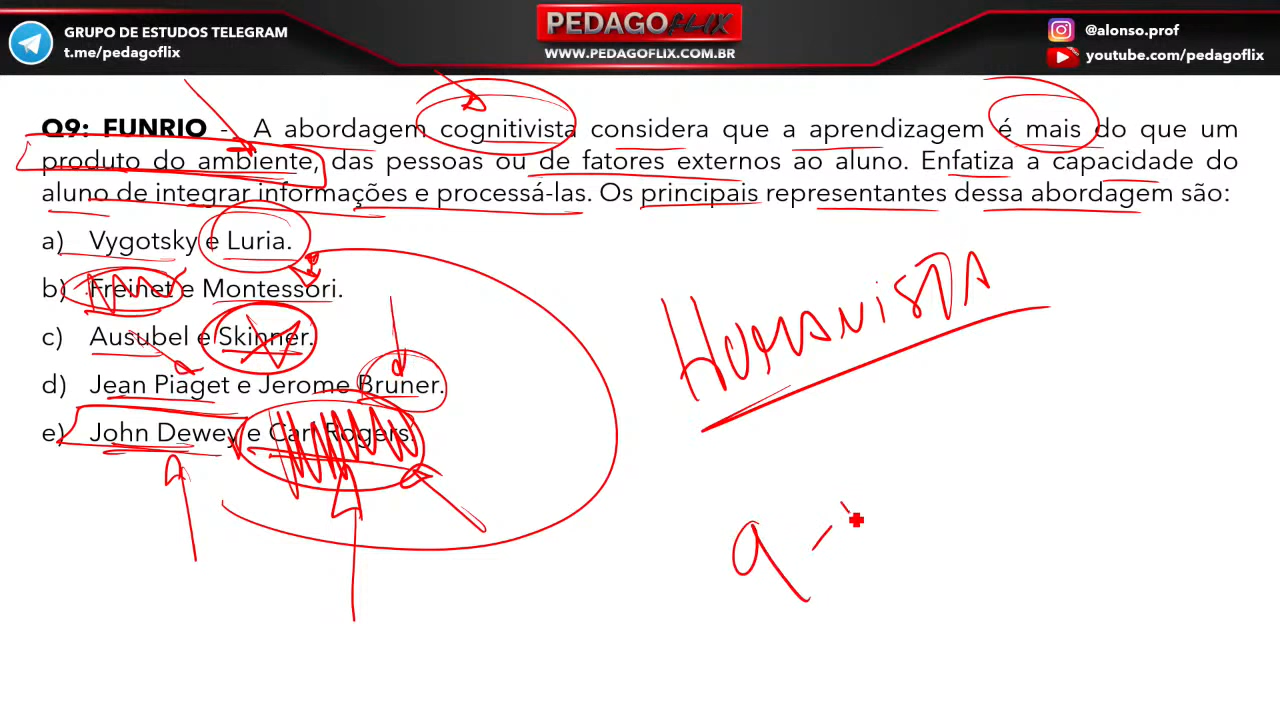 GRUPO DE ESTUDOS TELEGRAM
t.me/pedagoflix
PEDAGOFLIX
WWW.PEDAGOFLIX.COM.BR
@alonso.prof
youtube.com/pedagoflix
Q9: FUNRIO - A abordagem cognitivista considera que a aprendizagem é mais do que um
produto do ambiente, das pessoas ou de fatores externos ao aluno. Enfatiza a capacidade do
aluno de integrar informações e processá-las. Os principais representantes dessa abordagem são:
a) Vygotsky e Luria.
b) Freinet e Montessori.
c) Ausubel e Skinner.
d) Jean Piaget e Jerome Bruner.
e) John Dewey e Carl Rogers.
HUMANISTA
9 -